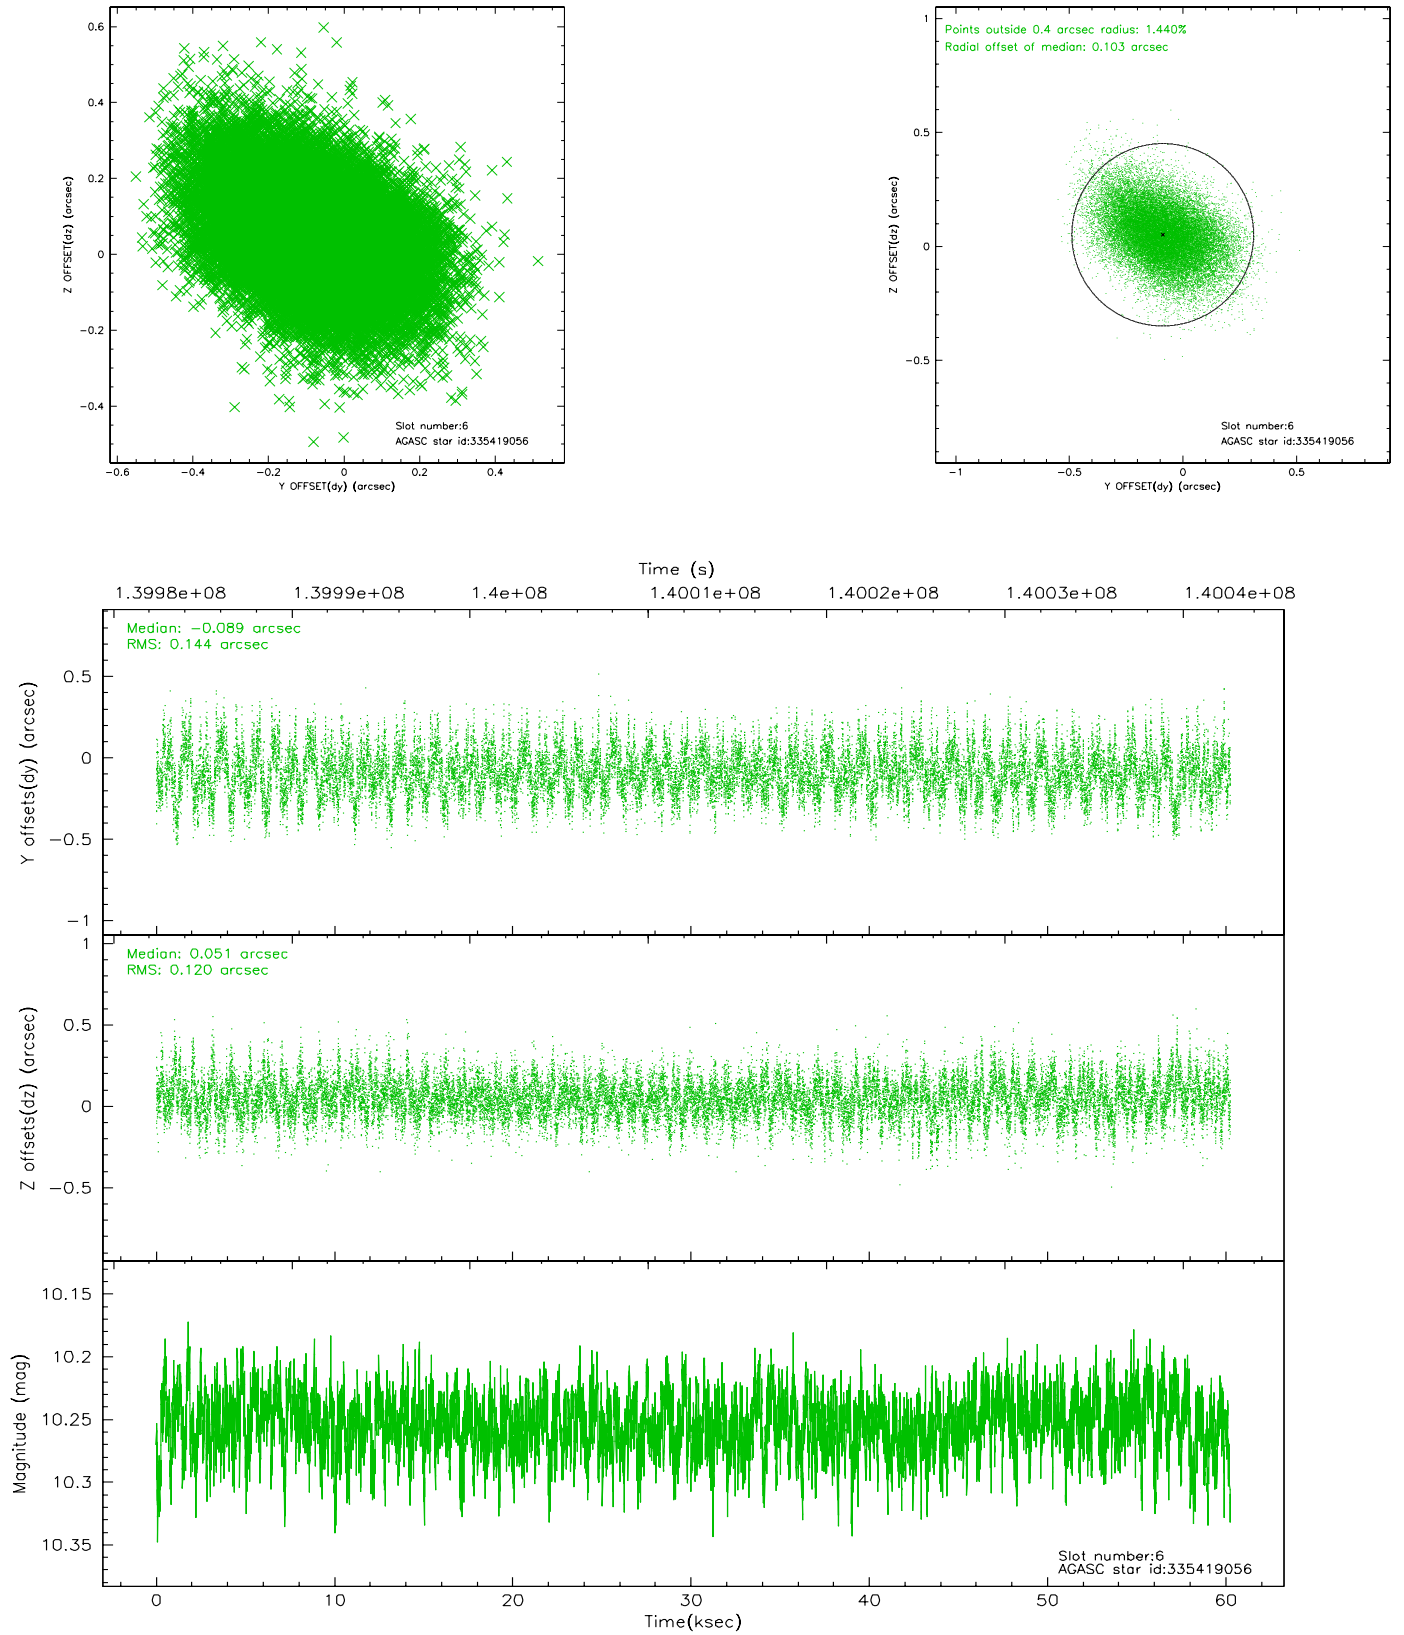 0.6
0.4
0.2
0
−0.2
−0.4
−0.6
−0.4
−0.2
0
0.2
0.4
Z OFFSET(dz) (arcsec)
Y OFFSET(dy) (arcsec)
Slot number:6
AGASC star id:335419056
Points outside 0.4 arcsec radius: 1.440%
Radial offset of median: 0.103 arcsec
1
0.5
0
−0.5
−1
−0.5
0
0.5
Z OFFSET(dz) (arcsec)
Y OFFSET(dy) (arcsec)
Slot number:6
AGASC star id:335419056
Time (s)
1.3998e+08
1.3999e+08
1.4e+08
1.4001e+08
1.4002e+08
1.4003e+08
1.4004e+08
Median: −0.089 arcsec
RMS: 0.144 arcsec
0.5
0
−0.5
−1
Y offsets(dy) (arcsec)
Median: 0.051 arcsec
RMS: 0.120 arcsec
1
0.5
0
−0.5
Z offsets(dz) (arcsec)
10.15
10.2
10.25
10.3
10.35
Magnitude (mag)
Slot number:6
AGASC star id:335419056
0
10
20
30
40
50
60
Time(ksec)